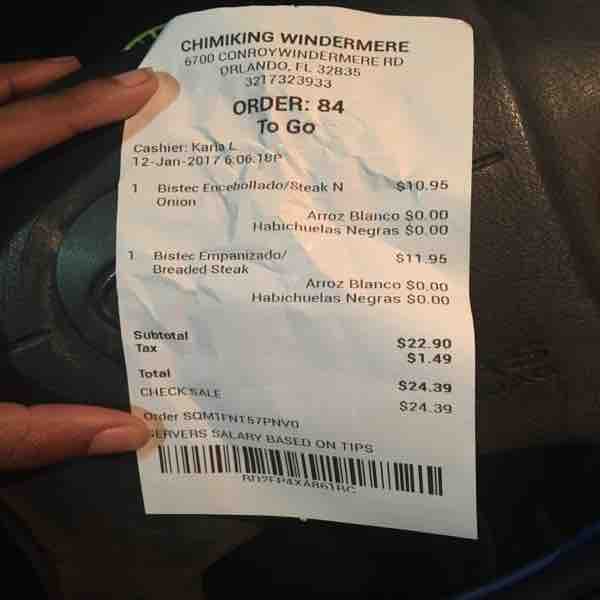 CHIMIKING WINDERMERE
6700 CONROYWINDERMERE RD
ORLANDO, FL 32835
3217323933
ORDER: 84
To Go
Cashier: Karla L
12-Jan-2017 6:06:18P
1 Bistec Encebollado/Steak N $10.95
Onion
Arroz Blanco $0.00
Habichuelas Negras $0.00
1 Bistec Empanizado/ $11.95
Breaded Steak
Arroz Blanco $0.00
Habichuelas Negras $0.00
Subtotal $22.90
Tax $1.49
Total $24.39
CHECK SALE $24.39
Order
SERVERS SALARY BASED ON TIPS